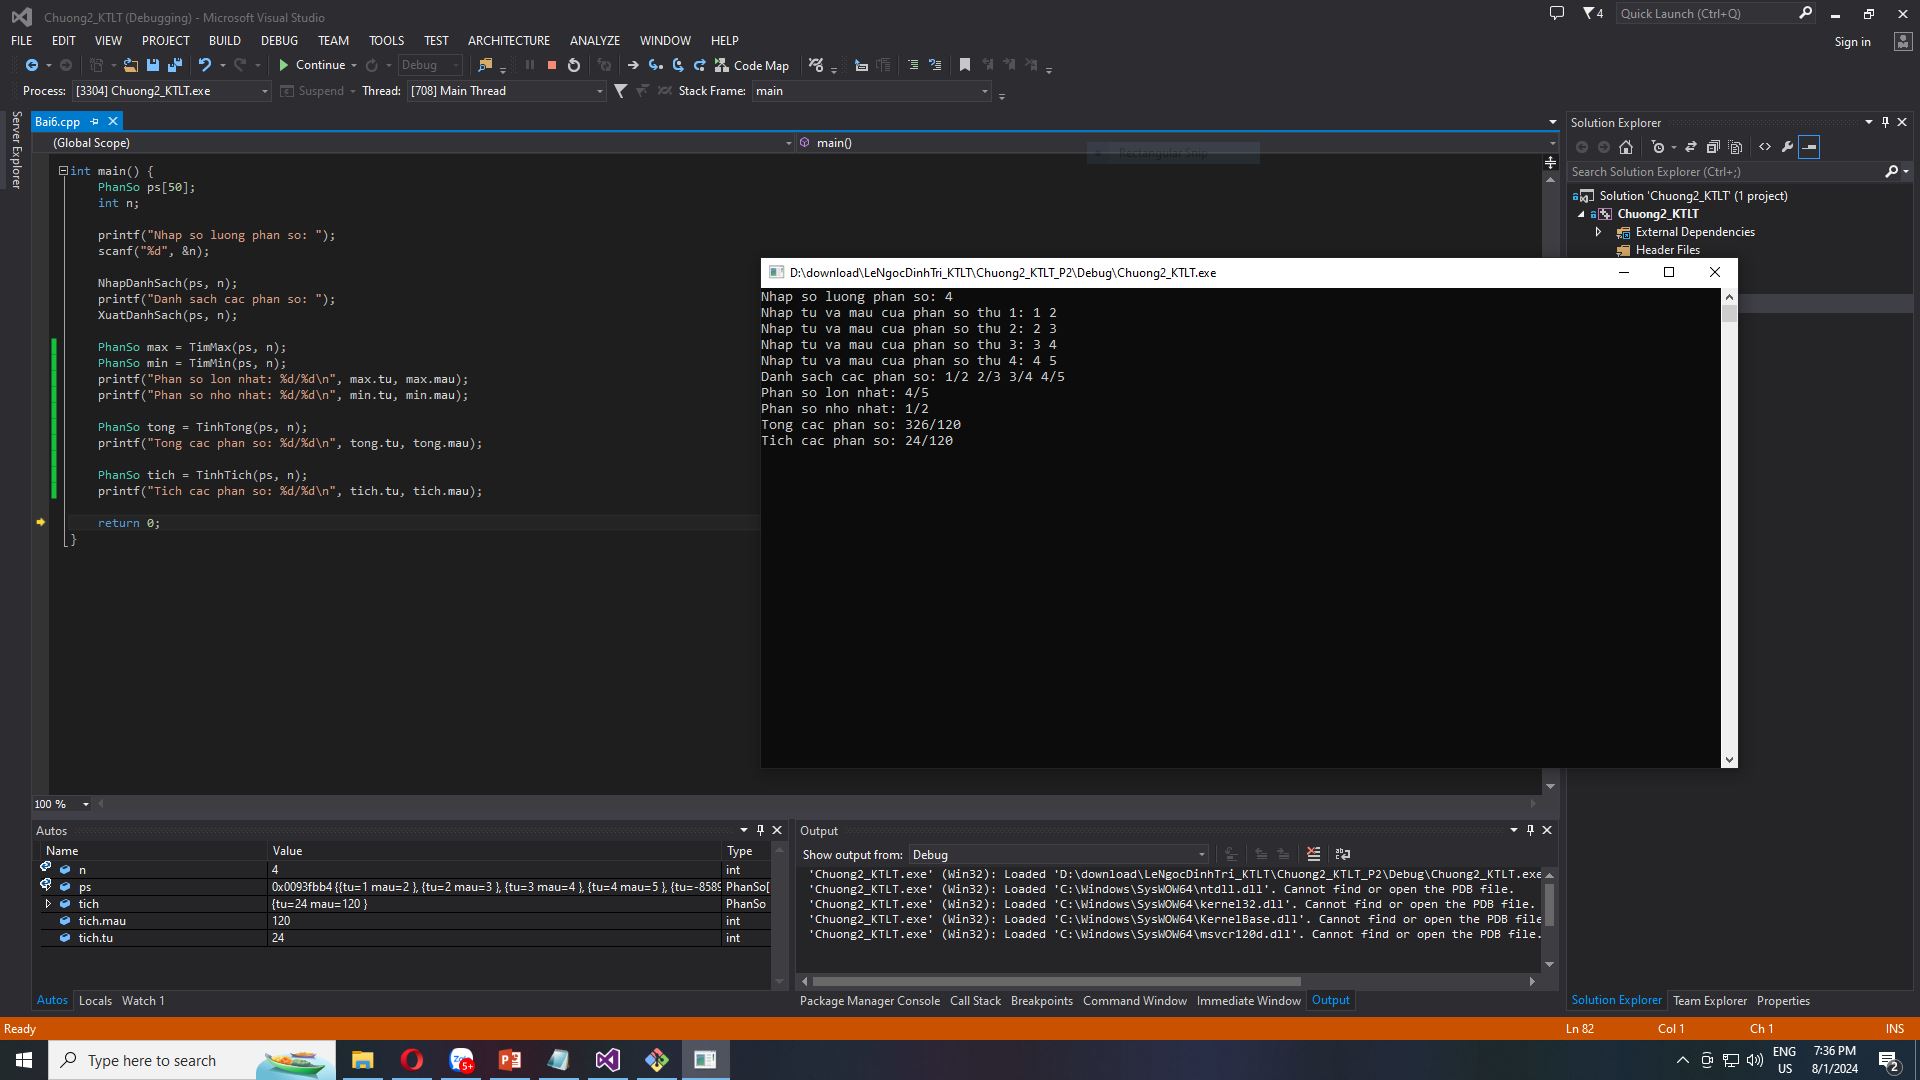 Chuong2_KTLT (Debugging) - Microsoft Visual Studio
4
Quick Launch (Ctrl+Q)
FILE EDIT VIEW PROJECT BUILD DEBUG TEAM TOOLS TEST ARCHITECTURE ANALYZE WINDOW HELP
Sign in
Continue Debug Code Map
Process: [3304] Chuong2_KTLT.exe Suspend Thread: [708] Main Thread Stack Frame: main
Server Explorer
Bai6.cpp
(Global Scope) main()
Rectangular Snip
int main() {
PhanSo ps[50];
int n;
printf("Nhap so luong phan so: ");
scanf("%d", &n);
NhapDanhSach(ps, n);
printf("Danh sach cac phan so: ");
XuatDanhSach(ps, n);
PhanSo max = TimMax(ps, n);
PhanSo min = TimMin(ps, n);
printf("Phan so lon nhat: %d/%d\n", max.tu, max.mau);
printf("Phan so nho nhat: %d/%d\n", min.tu, min.mau);
PhanSo tong = TinhTong(ps, n);
printf("Tong cac phan so: %d/%d\n", tong.tu, tong.mau);
PhanSo tich = TinhTich(ps, n);
printf("Tich cac phan so: %d/%d\n", tich.tu, tich.mau);
return 0;
}
100 %
D:\download\LeNgocDinhTri_KTLT\Chuong2_KTLT_P2\Debug\Chuong2_KTLT.exe
Nhap so luong phan so: 4
Nhap tu va mau cua phan so thu 1: 1 2
Nhap tu va mau cua phan so thu 2: 2 3
Nhap tu va mau cua phan so thu 3: 3 4
Nhap tu va mau cua phan so thu 4: 4 5
Danh sach cac phan so: 1/2 2/3 3/4 4/5
Phan so lon nhat: 4/5
Phan so nho nhat: 1/2
Tong cac phan so: 326/120
Tich cac phan so: 24/120
Solution Explorer
Search Solution Explorer (Ctrl+;)
Solution 'Chuong2_KTLT' (1 project)
Chuong2_KTLT
External Dependencies
Header Files
Autos
Name Value Type
n 4 int
ps 0x0093fbb4 {{tu=1 mau=2 }, {tu=2 mau=3 }, {tu=3 mau=4 }, {tu=4 mau=5 }, {tu=-8589 PhanSo[
tich {tu=24 mau=120 } PhanSo
tich.mau 120 int
tich.tu 24 int
Autos Locals Watch 1
Output
Show output from: Debug
'Chuong2_KTLT.exe' (Win32): Loaded 'D:\download\LeNgocDinhTri_KTLT\Chuong2_KTLT_P2\Debug\Chuong2_KTLT.exe
'Chuong2_KTLT.exe' (Win32): Loaded 'C:\Windows\SysWOW64\ntdll.dll'. Cannot find or open the PDB file.
'Chuong2_KTLT.exe' (Win32): Loaded 'C:\Windows\SysWOW64\kernel32.dll'. Cannot find or open the PDB file.
'Chuong2_KTLT.exe' (Win32): Loaded 'C:\Windows\SysWOW64\KernelBase.dll'. Cannot find or open the PDB file.
'Chuong2_KTLT.exe' (Win32): Loaded 'C:\Windows\SysWOW64\msvcr120d.dll'. Cannot find or open the PDB file.
Package Manager Console Call Stack Breakpoints Command Window Immediate Window Output
Solution Explorer Team Explorer Properties
Ready Ln 82 Col 1 Ch 1 INS
Type here to search
5+
ENG
US
7:36 PM
8/1/2024
2